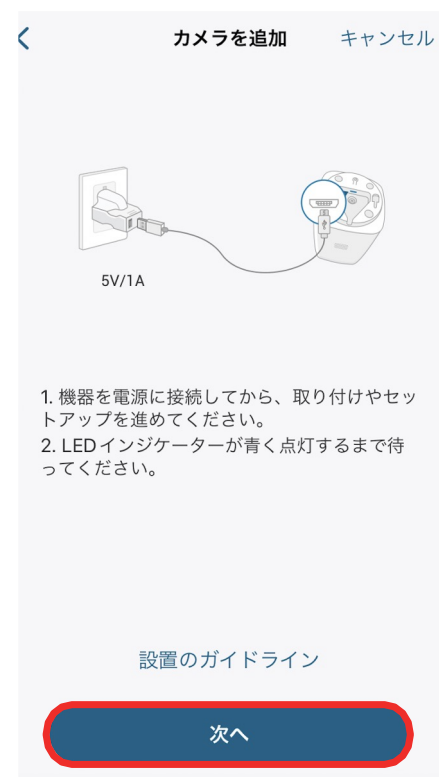 カメラを追加
キャンセル
5V/1A
1. 機器を電源に接続してから、取り付けやセッ
トアップを進めてください。
2. LEDインジケーターが青く点灯するまで待
ってください。
設置のガイドライン
次へ